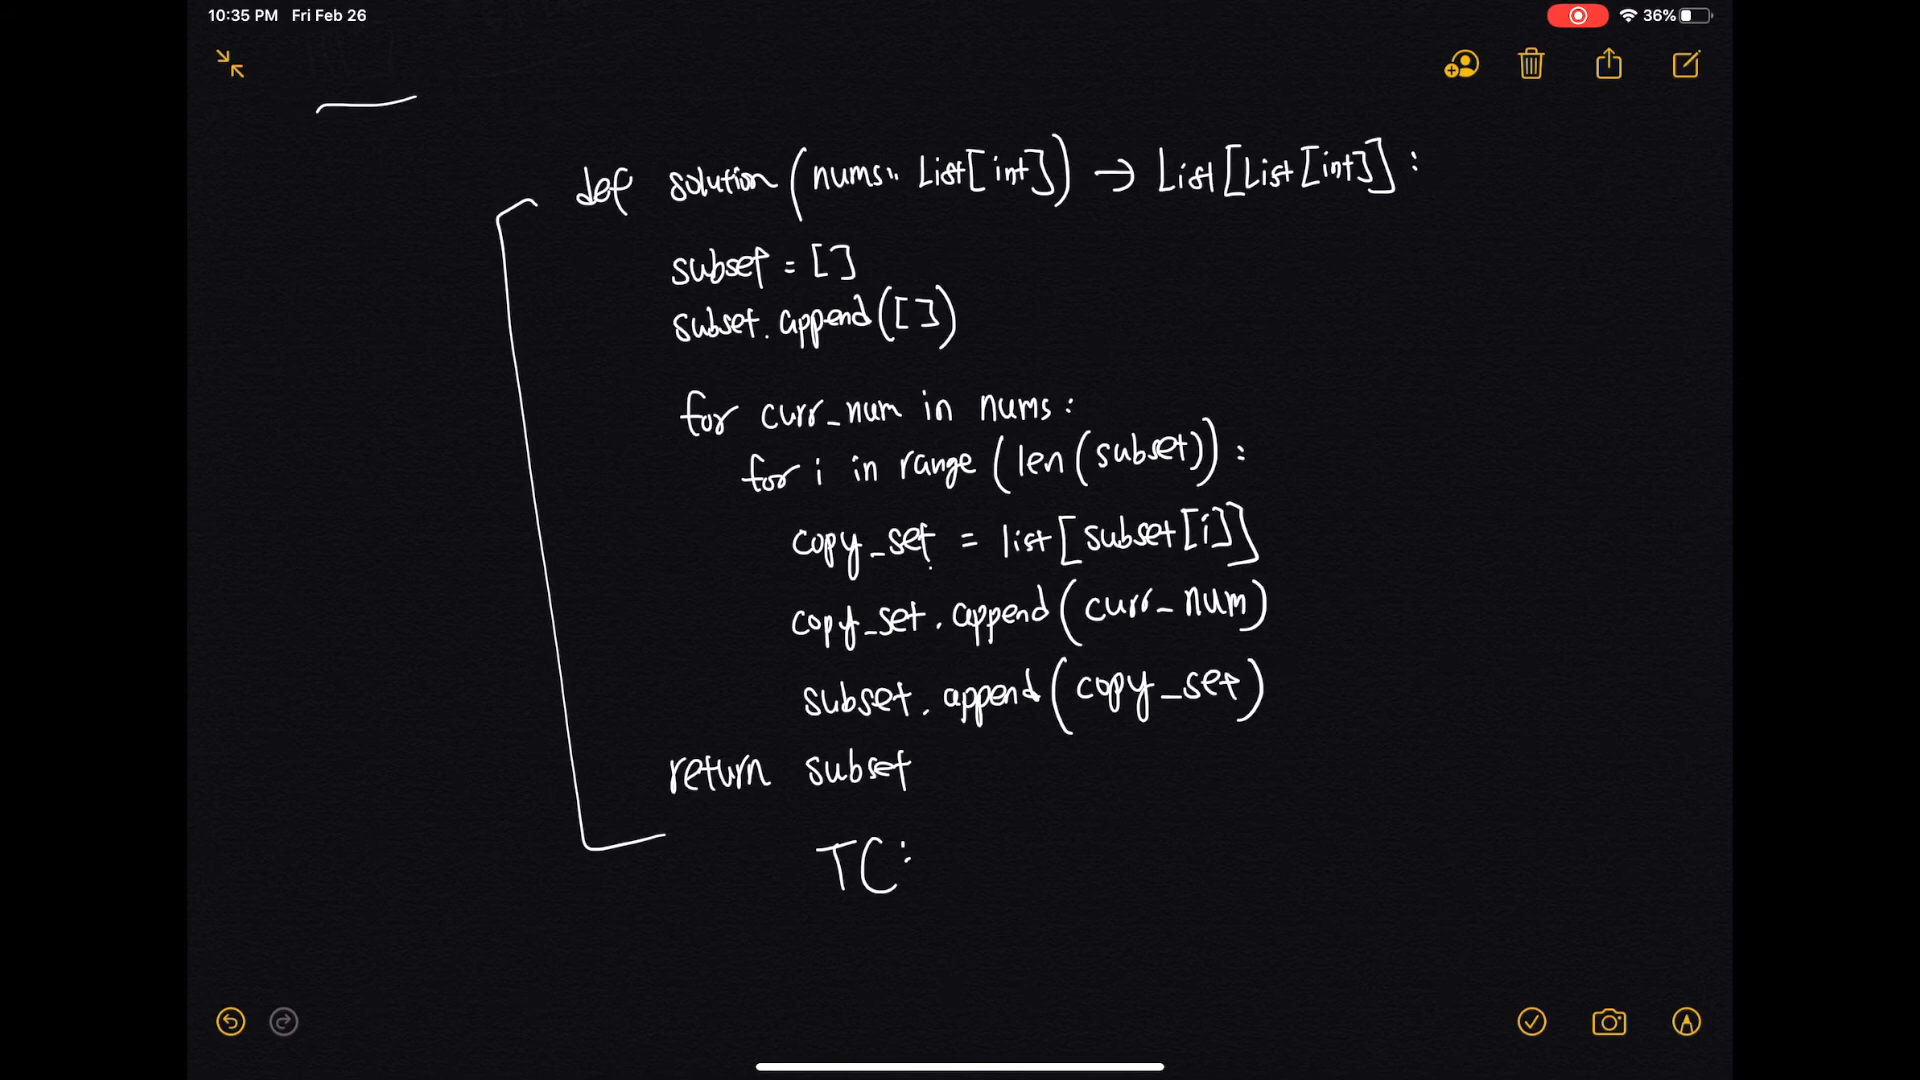 10:35 PM Fri Feb 26
36%
def solution (nums: List[int]) → List[List[int]]:
subset = []
subset.append([])
for curr_num in nums:
for i in range (len(subset)):
copy_set = list[subset[i]]
copy_set.append(curr_num)
subset.append(copy_set)
return subset
TC: